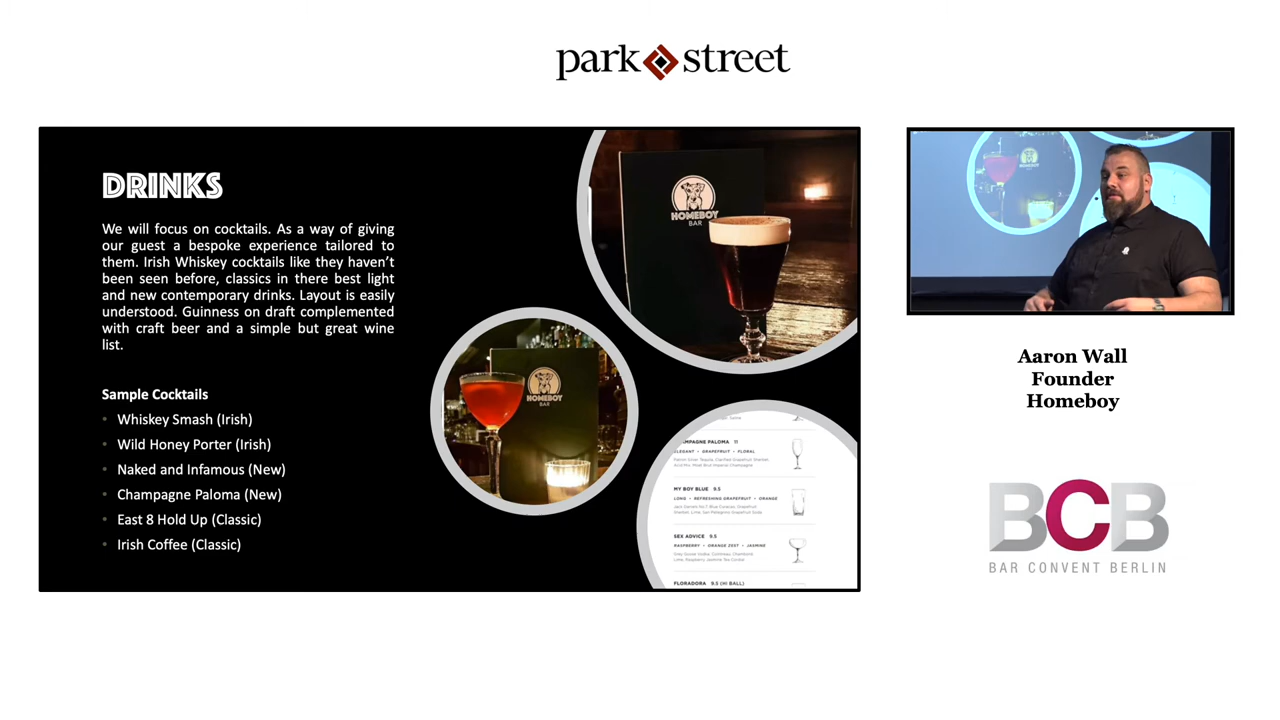 park street
DRINKS
We will focus on cocktails. As a way of giving
our guest a bespoke experience tailored to
them. Irish Whiskey cocktails like they haven't
been seen before, classics in there best light
and new contemporary drinks. Layout is easily
understood. Guinness on draft complemented
with craft beer and a simple but great wine
list.
Sample Cocktails
• Whiskey Smash (Irish)
• Wild Honey Porter (Irish)
• Naked and Infamous (New)
• Champagne Paloma (New)
• East 8 Hold Up (Classic)
• Irish Coffee (Classic)
HOMEBOY
BAR
HOMEBOY
BAR
PALOMA 11
ELEGANT • GRAPEFRUIT • FLORAL
MY BOY BLUE 9.5
LONG • REFRESHING GRAPEFRUIT • ORANGE
SEX ADVICE 9.5
RASPBERRY • ORANGE ZEST • JASMINE
FLORADORA 9.5 (HI BALL)
Aaron Wall
Founder
Homeboy
BCB
BAR CONVENT BERLIN